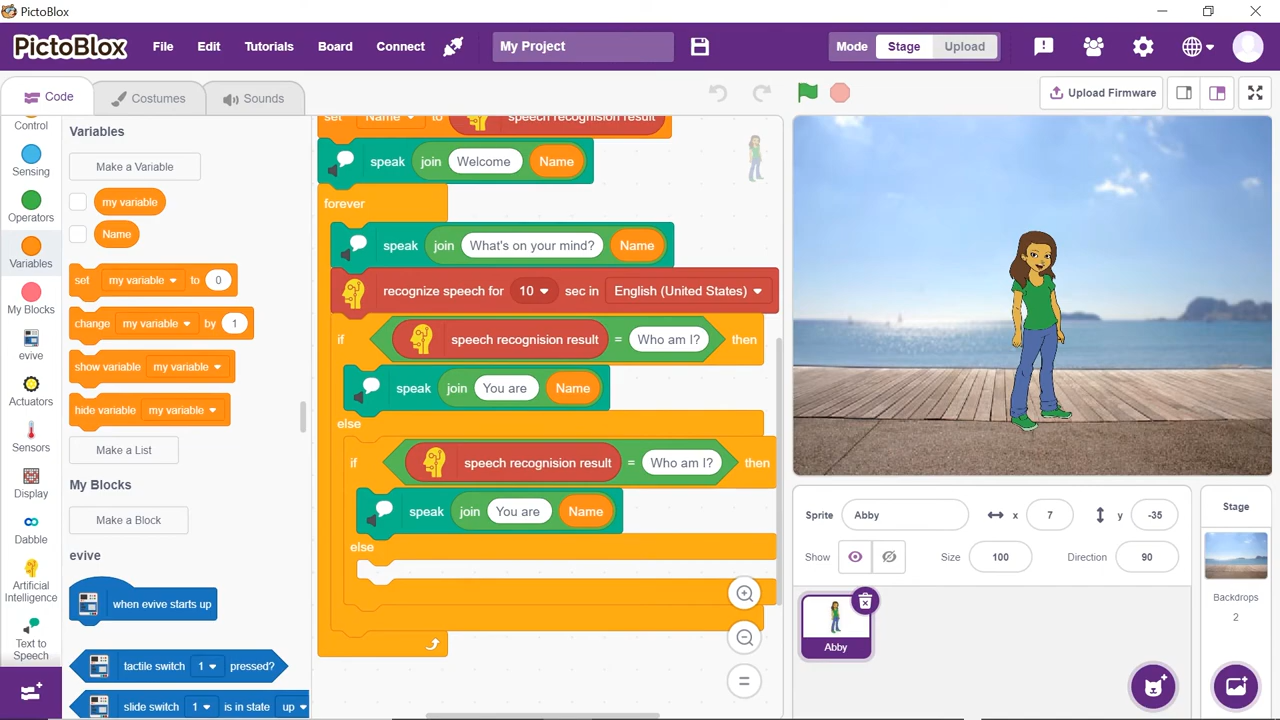 PictoBlox
PictoBlox File Edit Tutorials Board Connect My Project Mode Stage Upload
Code Costumes Sounds Upload Firmware
Control
Sensing
Operators
Variables
My Blocks
evive
Actuators
Sensors
Display
Dabble
Artificial
Intelligence
Text to
Speech
Variables
Make a Variable
my variable
Name
set my variable to 0
change my variable by 1
show variable my variable
hide variable my variable
Make a List
My Blocks
Make a Block
evive
when evive starts up
tactile switch 1 pressed?
slide switch 1 is in state up
set Name to speech recognision result
speak join Welcome Name
forever
speak join What's on your mind? Name
recognize speech for 10 sec in English (United States)
if speech recognision result = Who am I? then
speak join You are Name
else
if speech recognision result = Who am I? then
speak join You are Name
else
Sprite Abby x 7 y -35
Show Size 100 Direction 90
Abby
Stage
Backdrops
2